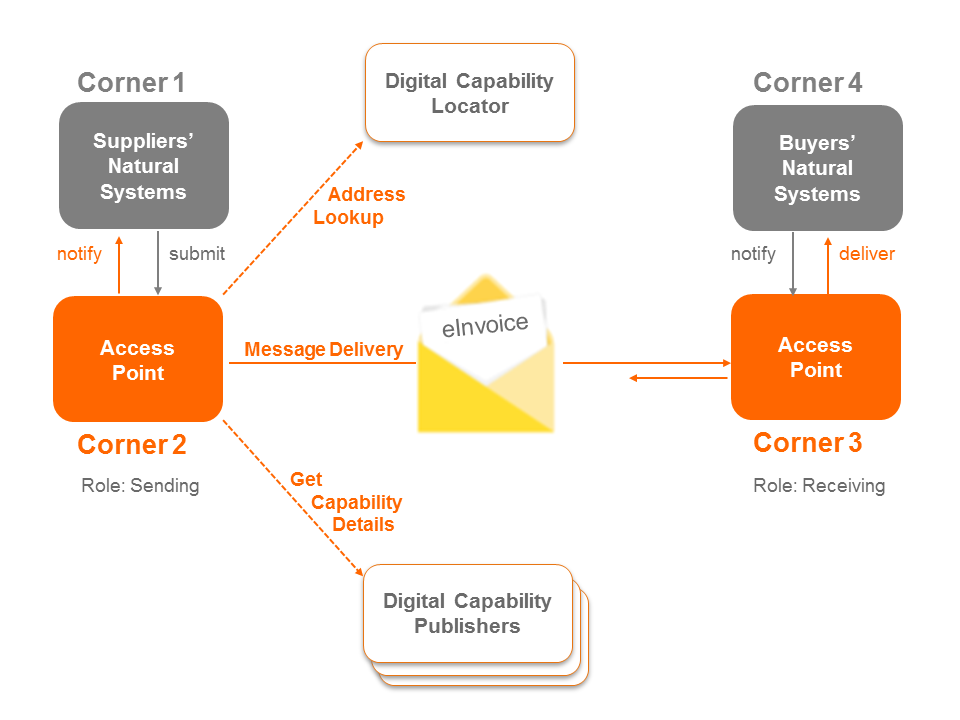 Corner 1
Suppliers’
Natural
Systems
notify
submit
Access
Point
Corner 2
Role: Sending
Digital Capability
Locator
Address
Lookup
Message Delivery
eInvoice
Get
Capability
Details
Digital Capability
Publishers
Corner 4
Buyers’
Natural
Systems
notify
deliver
Access
Point
Corner 3
Role: Receiving